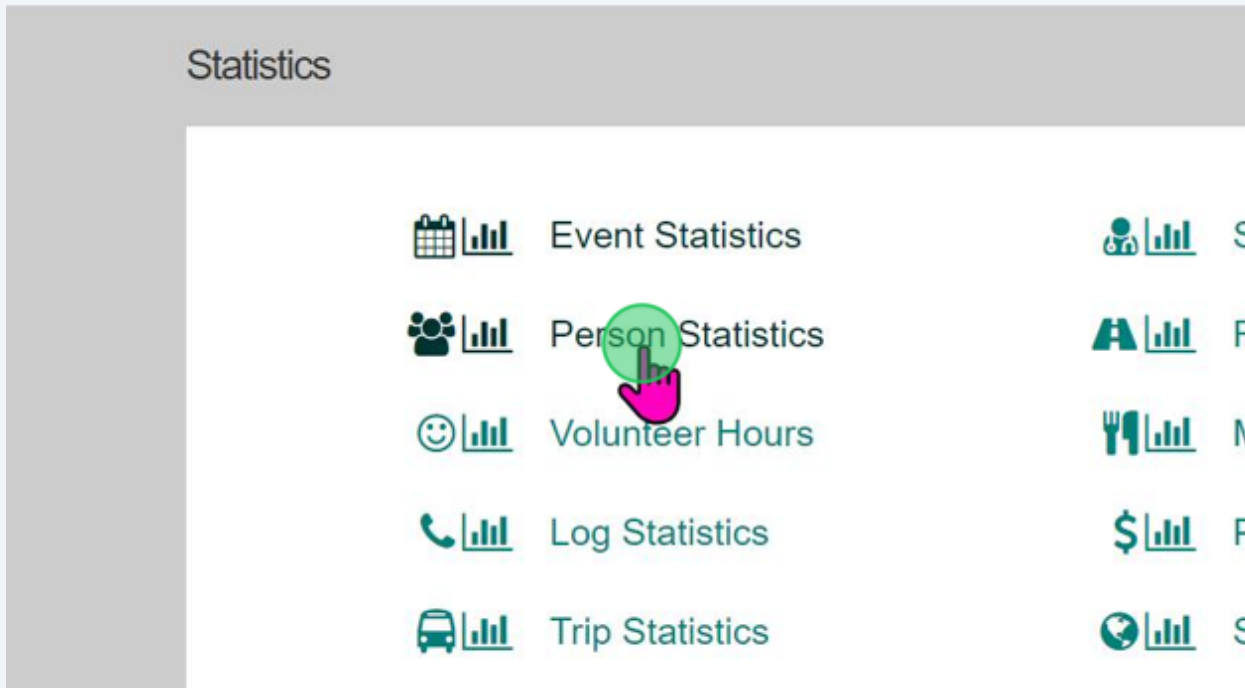 Statistics
Event Statistics
Person Statistics
Volunteer Hours
Log Statistics
Trip Statistics